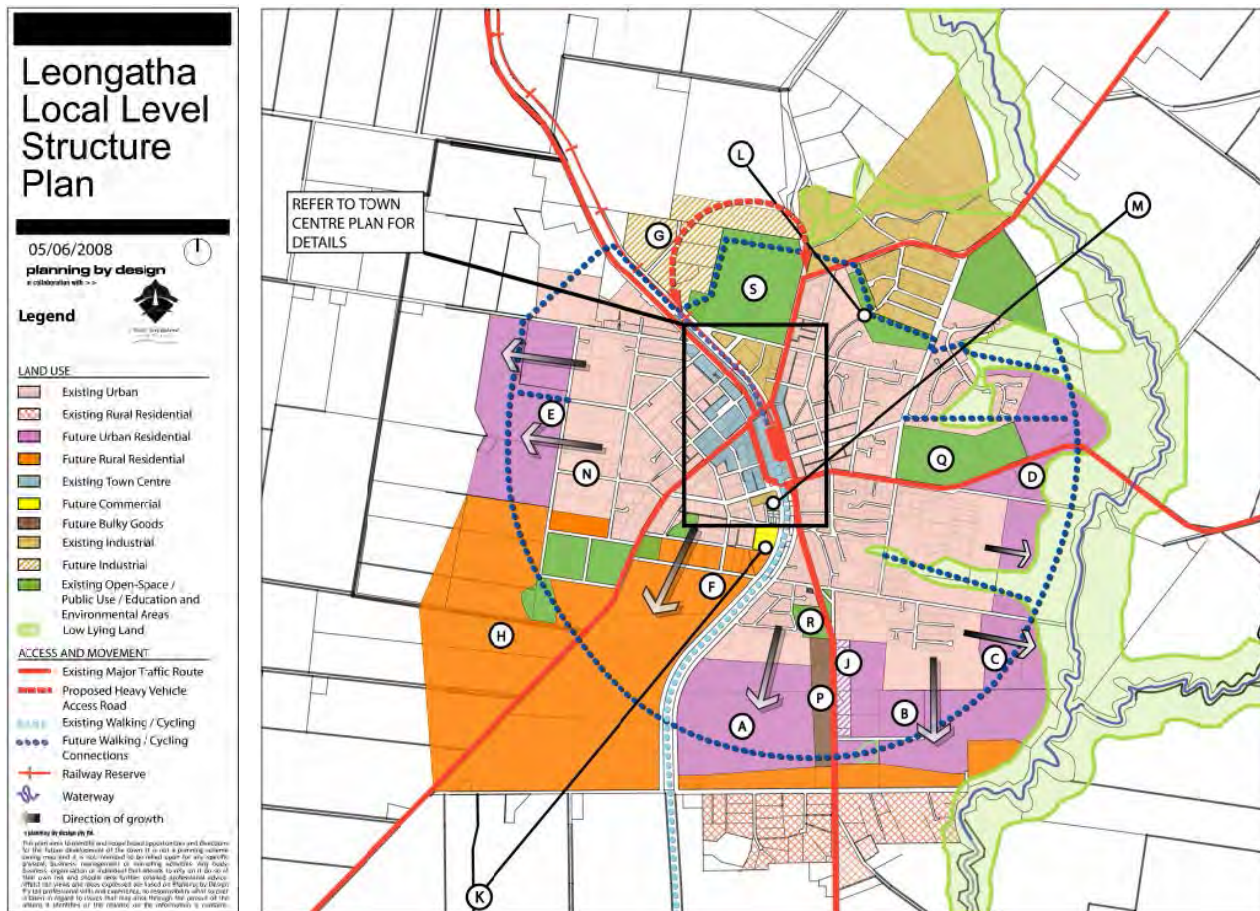 Leongatha
Local Level
Structure
Plan
05/06/2008
planning by design
in collaboration with > >
Legend
LAND USE
Existing Urban
Existing Rural Residential
Future Urban Residential
Future Rural Residential
Existing Town Centre
Future Commercial
Future Bulky Goods
Existing Industrial
Future Industrial
Existing Open-Space /
Public Use / Education and
Environmental Areas
Low Lying Land
ACCESS AND MOVEMENT
Existing Major Traffic Route
Proposed Heavy Vehicle
Access Road
Existing Walking / Cycling
Future Walking / Cycling
Connections
Railway Reserve
Waterway
Direction of growth
REFER TO TOWN
CENTRE PLAN FOR
DETAILS
L
M
G
S
E
N
Q
D
F
H
R
J
C
P
A
B
K